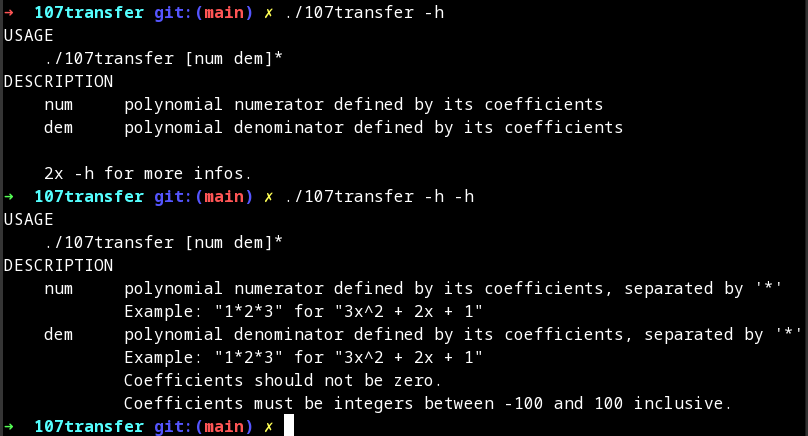 ➜  107transfer git:(main) ✗ ./107transfer -h
USAGE
    ./107transfer [num dem]*
DESCRIPTION
    num     polynomial numerator defined by its coefficients
    dem     polynomial denominator defined by its coefficients

    2x -h for more infos.
➜  107transfer git:(main) ✗ ./107transfer -h -h
USAGE
    ./107transfer [num dem]*
DESCRIPTION
    num     polynomial numerator defined by its coefficients, separated by '*'
            Example: "1*2*3" for "3x^2 + 2x + 1"
    dem     polynomial denominator defined by its coefficients, separated by '*'
            Example: "1*2*3" for "3x^2 + 2x + 1"
            Coefficients should not be zero.
            Coefficients must be integers between -100 and 100 inclusive.
➜  107transfer git:(main) ✗